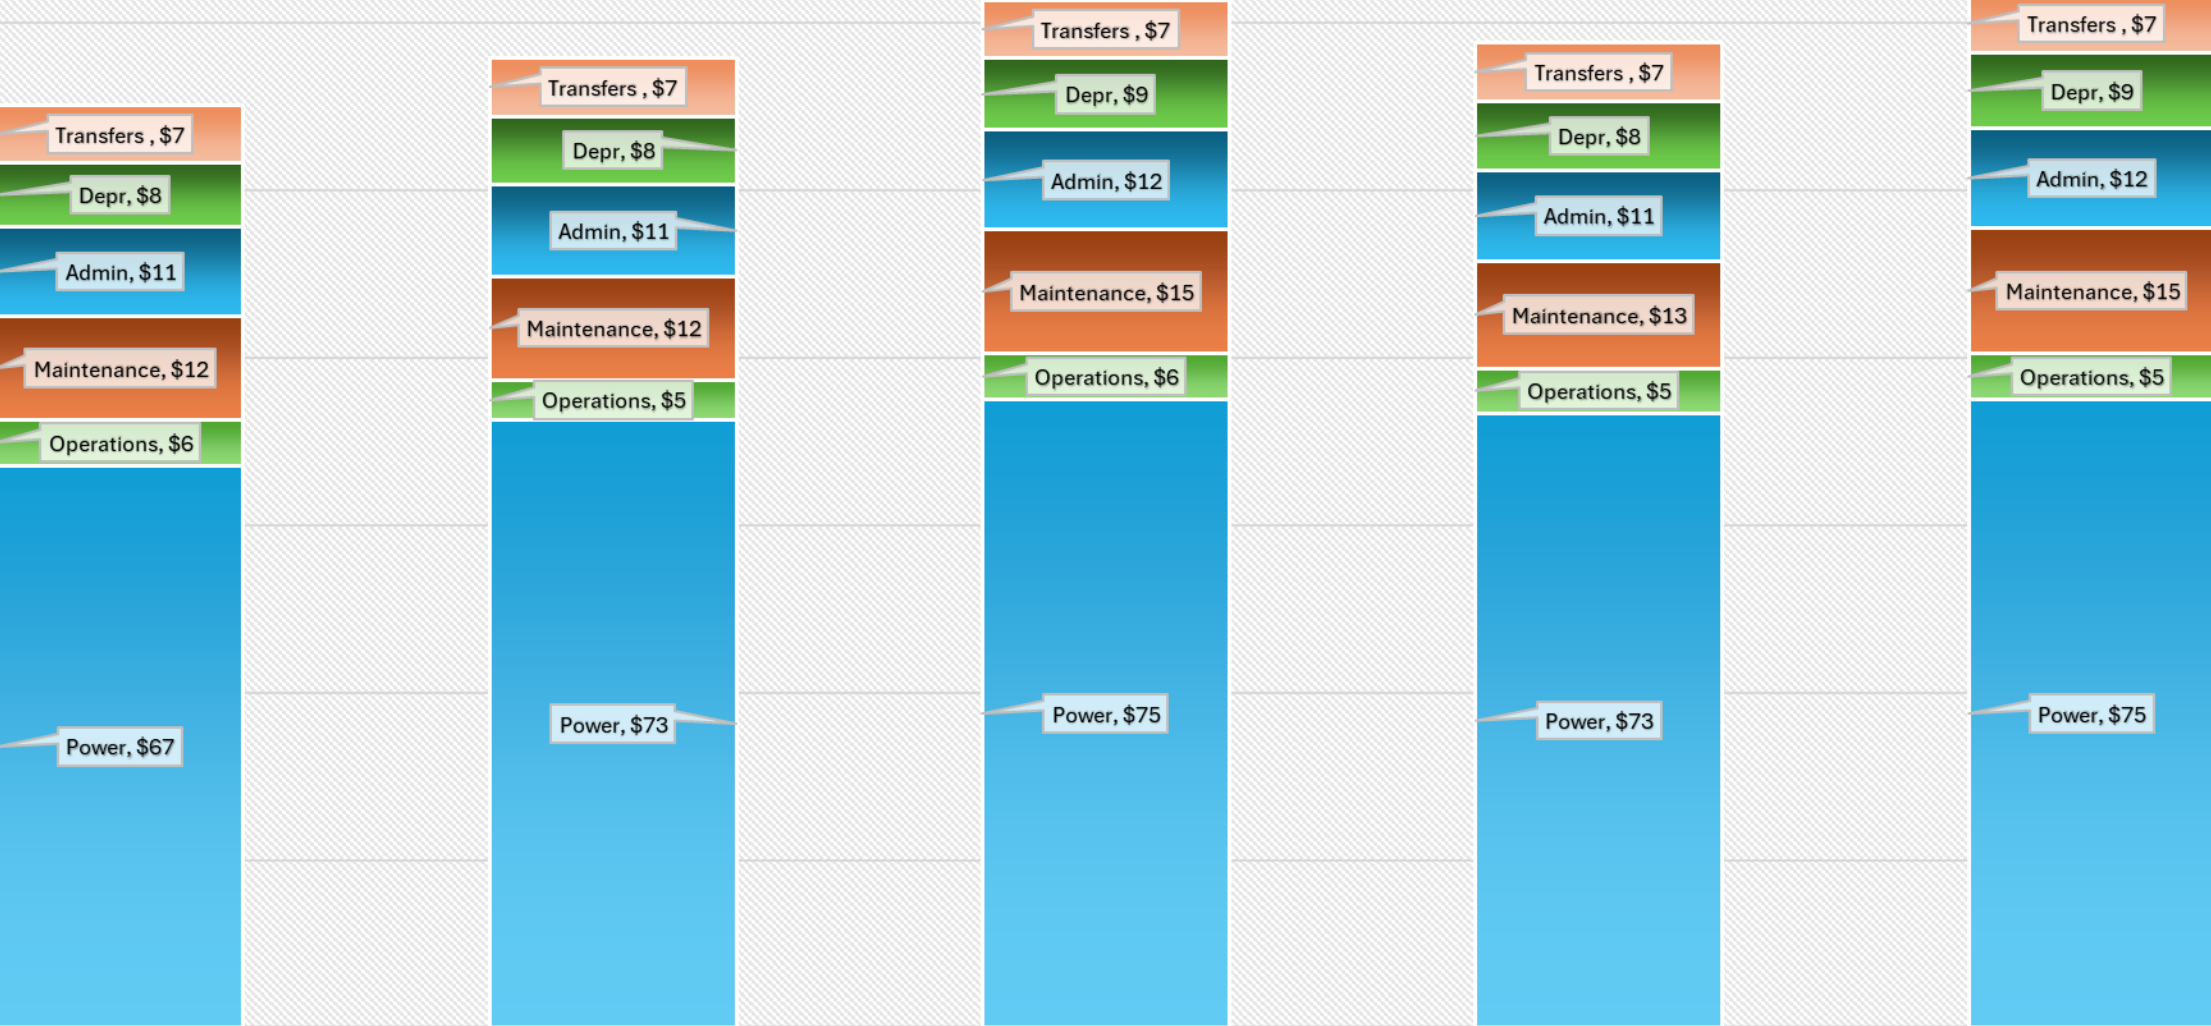 Transfers , $7
Depr, $8
Admin, $11
Maintenance, $12
Operations, $6
Power, $67
Transfers , $7
Depr, $8
Admin, $11
Maintenance, $12
Operations, $5
Power, $73
Transfers , $7
Depr, $9
Admin, $12
Maintenance, $15
Operations, $6
Power, $75
Transfers , $7
Depr, $8
Admin, $11
Maintenance, $13
Operations, $5
Power, $73
Transfers , $7
Depr, $9
Admin, $12
Maintenance, $15
Operations, $5
Power, $75